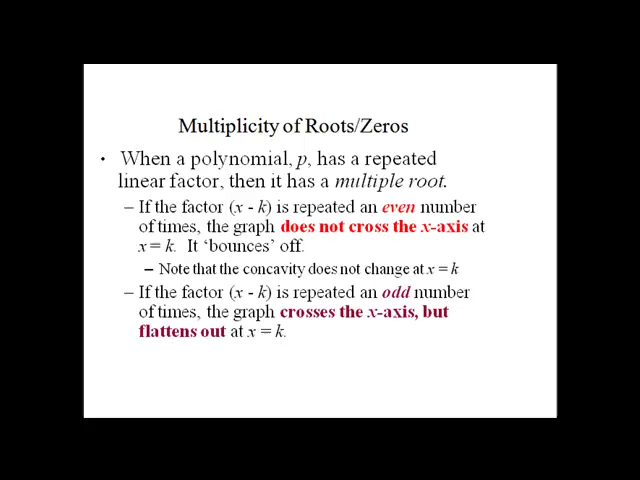 Multiplicity of Roots/Zeros
• When a polynomial, p, has a repeated
linear factor, then it has a multiple root.
– If the factor (x - k) is repeated an even number
of times, the graph does not cross the x-axis at
x = k. It ‘bounces’ off.
– Note that the concavity does not change at x = k
– If the factor (x - k) is repeated an odd number
of times, the graph crosses the x-axis, but
flattens out at x = k.